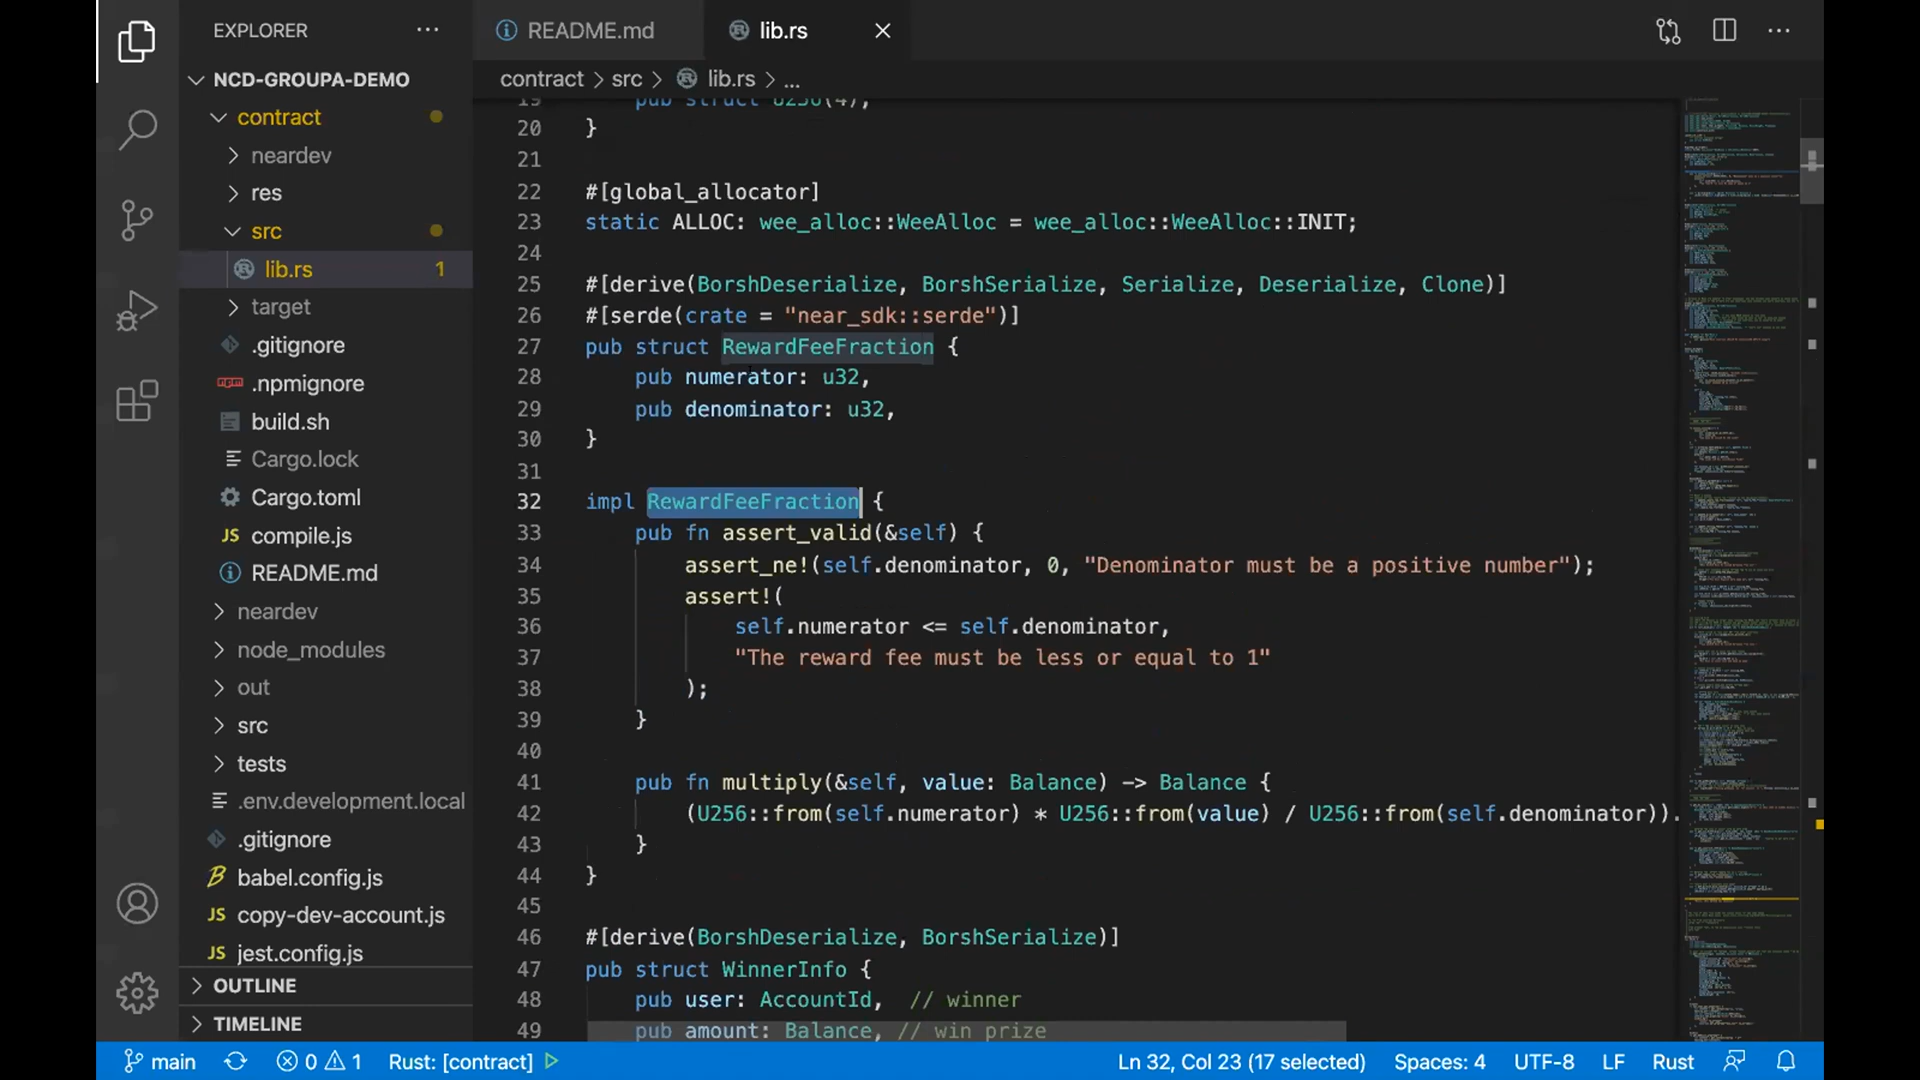 EXPLORER
NCD-GROUPA-DEMO
contract
neardev
res
src
lib.rs 1
target
.gitignore
.npmignore
build.sh
Cargo.lock
Cargo.toml
JS compile.js
README.md
neardev
node_modules
out
src
tests
.env.development.local
.gitignore
babel.config.js
JS copy-dev-account.js
JS jest.config.js
OUTLINE
TIMELINE
README.md
lib.rs
contract > src > lib.rs > ...
19 pub struct U256(4);
20 }
21
22 #[global_allocator]
23 static ALLOC: wee_alloc::WeeAlloc = wee_alloc::WeeAlloc::INIT;
24
25 #[derive(BorshDeserialize, BorshSerialize, Serialize, Deserialize, Clone)]
26 #[serde(crate = "near_sdk::serde")]
27 pub struct RewardFeeFraction {
28 pub numerator: u32,
29 pub denominator: u32,
30 }
31
32 impl RewardFeeFraction {
33 pub fn assert_valid(&self) {
34 assert_ne!(self.denominator, 0, "Denominator must be a positive number");
35 assert!(
36 self.numerator <= self.denominator,
37 "The reward fee must be less or equal to 1"
38 );
39 }
40
41 pub fn multiply(&self, value: Balance) -> Balance {
42 (U256::from(self.numerator) * U256::from(value) / U256::from(self.denominator)).
43 }
44 }
45
46 #[derive(BorshDeserialize, BorshSerialize)]
47 pub struct WinnerInfo {
48 pub user: AccountId, // winner
49 pub amount: Balance, // win prize
main
0
1
Rust: [contract]
Ln 32, Col 23 (17 selected)
Spaces: 4
UTF-8
LF
Rust